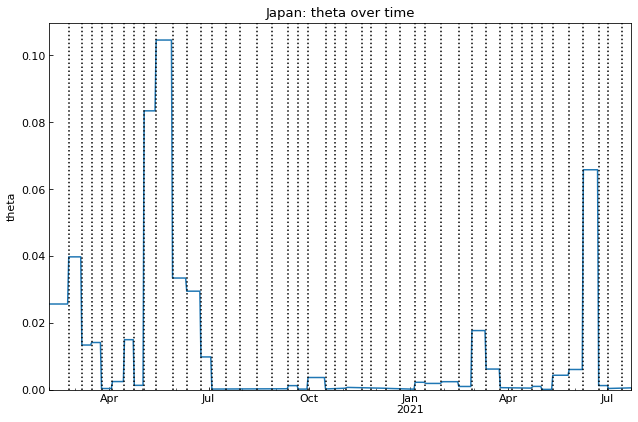 Japan: theta over time
theta
0.10
0.08
0.06
0.04
0.02
0.00
Apr
Jul
Oct
Jan
2021
Apr
Jul